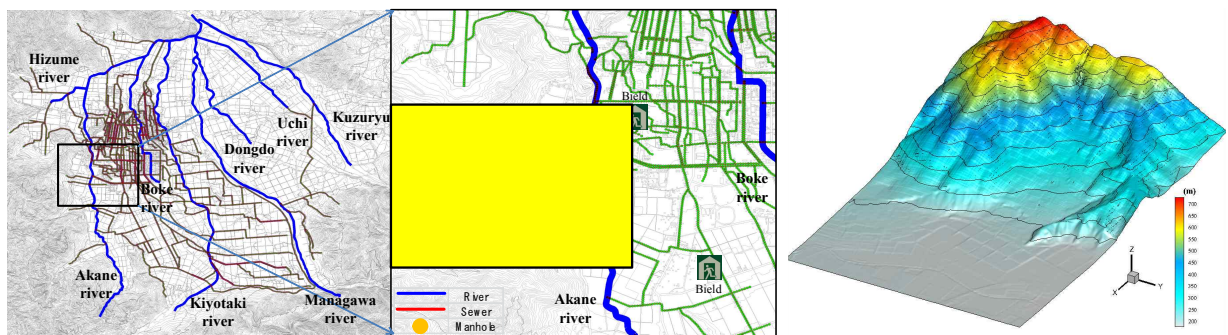 Hizume
river
Uchi
river
Kuzuryu
river
Dongdo
river
Boke
river
Akane
river
Kiyotaki
river
Managawa
river
Bield
Boke
river
Bield
Akane
river
River
Sewer
Manhole
(m)
700
650
600
550
500
450
400
350
300
250
200
Z
X
Y